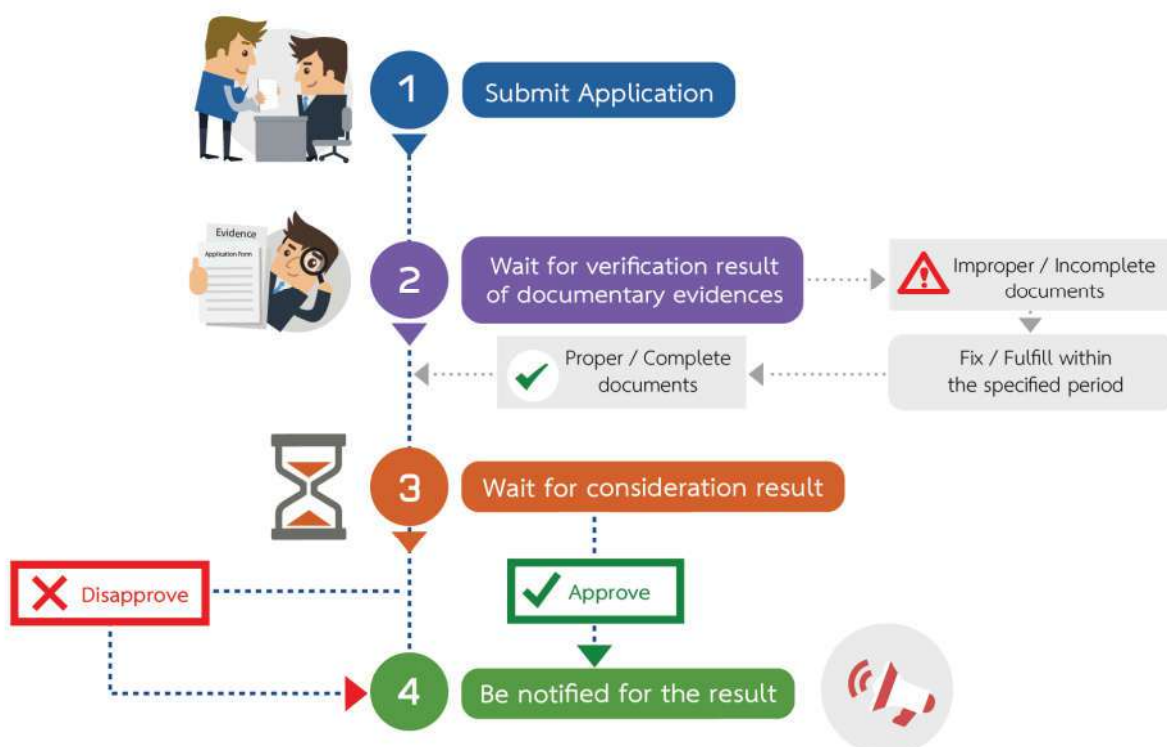 1
Submit Application
Evidence
Application Form
2
Wait for verification result
of documentary evidences
Improper / Incomplete
documents
Proper / Complete
documents
Fix / Fulfill within
the specified period
3
Wait for consideration result
Disapprove
Approve
4
Be notified for the result